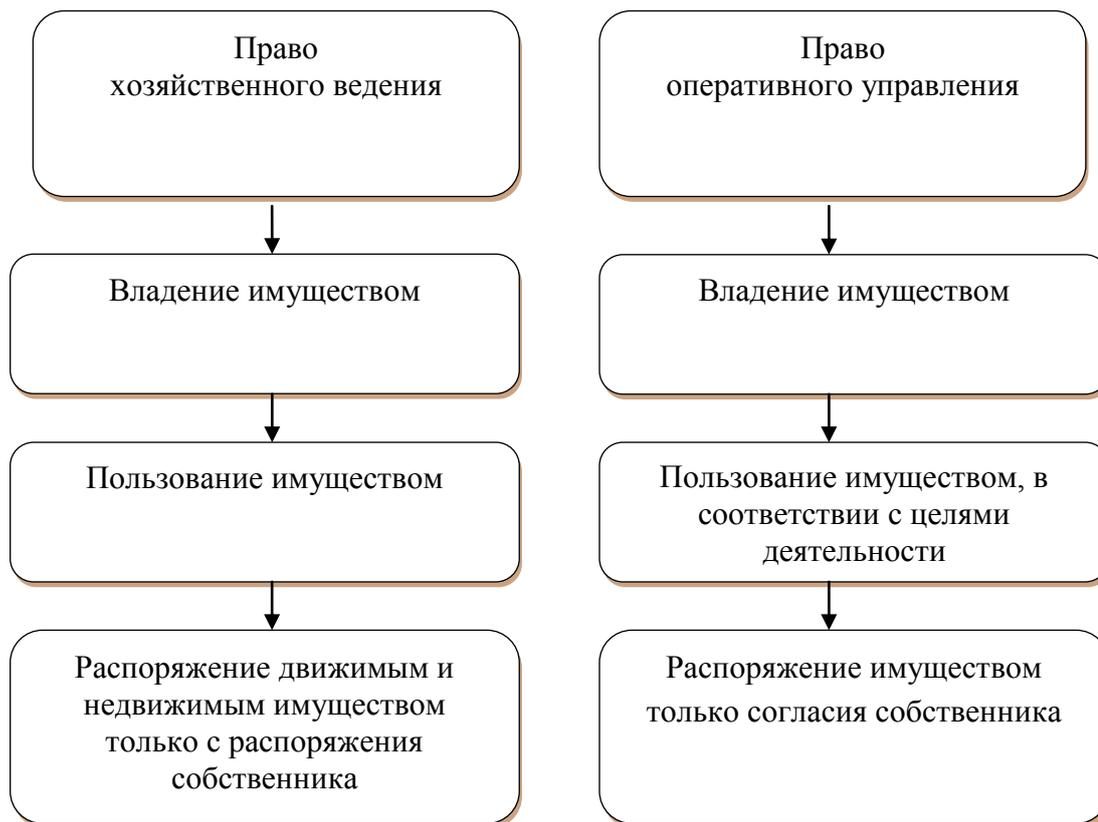 Право
хозяйственного ведения
Право
оперативного управления
Владение имуществом
Владение имуществом
Пользование имуществом
Пользование имуществом, в
соответствии с целями
деятельности
Распоряжение движимым и
недвижимым имуществом
только с распоряжения
собственника
Распоряжение имуществом
только согласия собственника